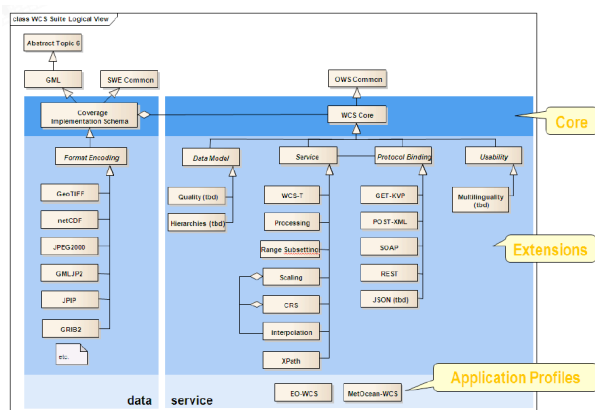 class WCS Suite Logical View
Abstract Topic 6
GML
SWE Common
OWS Common
Coverage
Implementation Schema
WCS Core
Core
Format Encoding
Data Model
Service
Protocol Binding
Usability
GeoTIFF
netCDF
JPEG2000
GMLJP2
JPIP
GRIB2
etc.
Quality (tbd)
Hierarchies (tbd)
WCS-T
Processing
Range Subsetting
Scaling
CRS
Interpolation
XPath
GET-KVP
POST-XML
SOAP
REST
JSON (tbd)
Multilinguality
(tbd)
Extensions
Application Profiles
data
service
EO-WCS
MetOcean-WCS